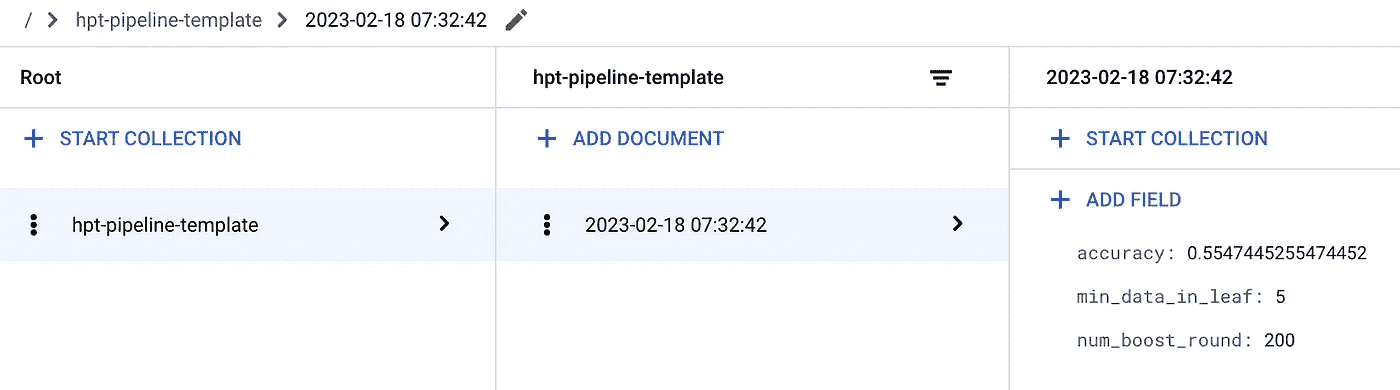 / > hpt-pipeline-template > 2023-02-18 07:32:42
Root
hpt-pipeline-template
2023-02-18 07:32:42
+ START COLLECTION
+ ADD DOCUMENT
+ START COLLECTION
hpt-pipeline-template
2023-02-18 07:32:42
+ ADD FIELD
accuracy: 0.5547445255474452
min_data_in_leaf: 5
num_boost_round: 200